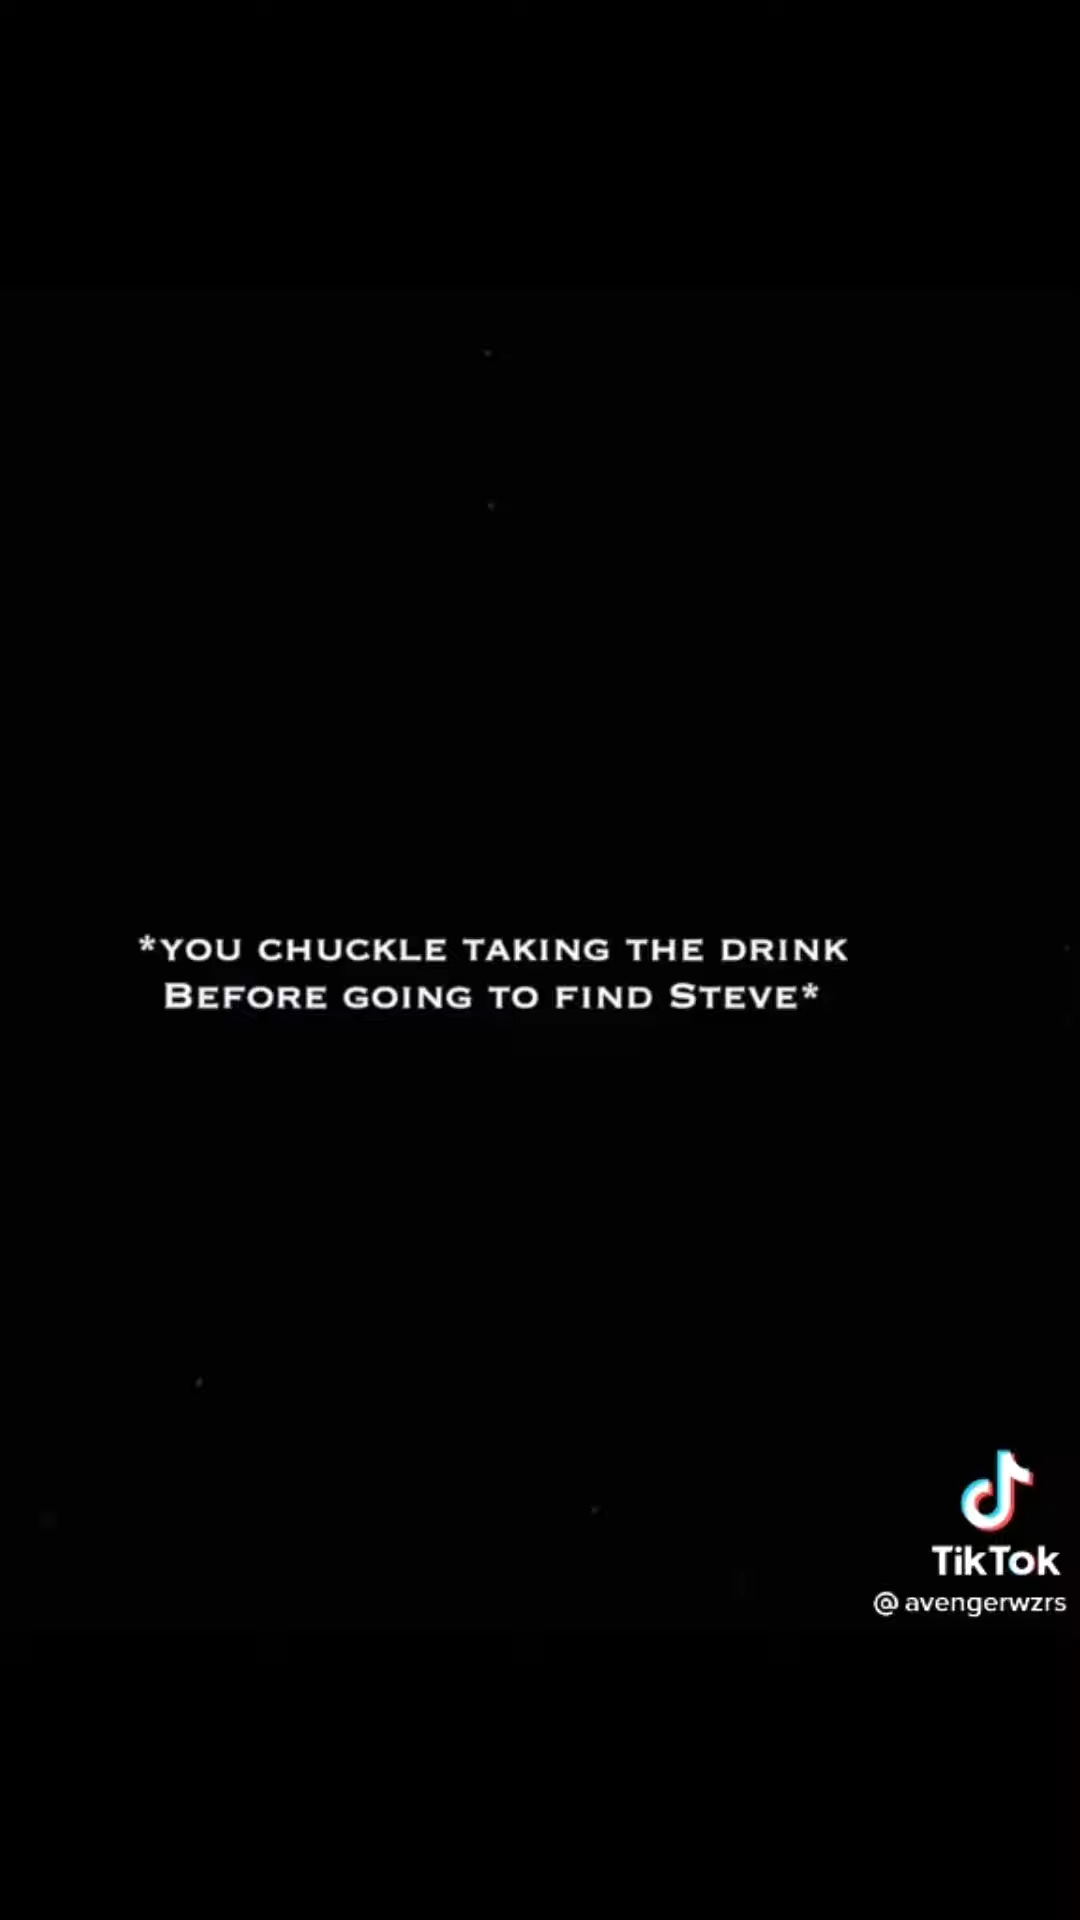 *YOU CHUCKLE TAKING THE DRINK
BEFORE GOING TO FIND STEVE*
TikTok
@avengerwzrs